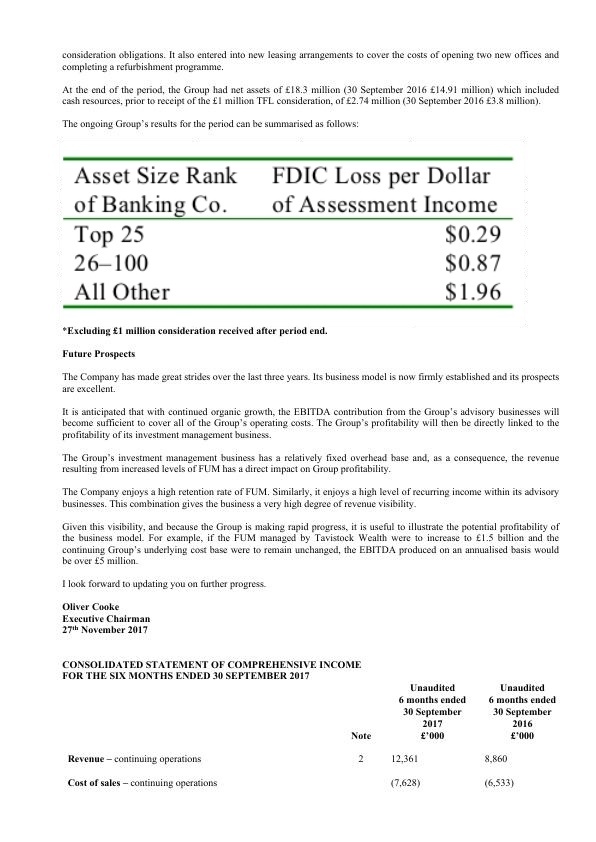 consideration obligations. It also entered into new leasing arrangements to cover the costs of opening two new offices and
completing a refurbishment programme.
At the end of the period, the Group had net assets of £18.3 million (30 September 2016 £14.91 million) which included
cash resources, prior to receipt of the £1 million TFL consideration, of £2.74 million (30 September 2016 £3.8 million).
The ongoing Group's results for the period can be summarised as follows:
Asset Size Rank FDIC Loss per Dollar
of Banking Co. of Assessment Income
Top 25 $0.29
26–100 $0.87
All Other $1.96
*Excluding £1 million consideration received after period end.
Future Prospects
The Company has made great strides over the last three years. Its business model is now firmly established and its prospects
are excellent.
It is anticipated that with continued organic growth, the EBITDA contribution from the Group's advisory businesses will
become sufficient to cover all of the Group's operating costs. The Group's profitability will then be directly linked to the
profitability of its investment management business.
The Group's investment management business has a relatively fixed overhead base and, as a consequence, the revenue
resulting from increased levels of FUM has a direct impact on Group profitability.
The Company enjoys a high retention rate of FUM. Similarly, it enjoys a high level of recurring income within its advisory
businesses. This combination gives the business a very high degree of revenue visibility.
Given this visibility, and because the Group is making rapid progress, it is useful to illustrate the potential profitability of
the business model. For example, if the FUM managed by Tavistock Wealth were to increase to £1.5 billion and the
continuing Group's underlying cost base were to remain unchanged, the EBITDA produced on an annualised basis would
be over £5 million.
I look forward to updating you on further progress.
Oliver Cooke
Executive Chairman
27th November 2017
CONSOLIDATED STATEMENT OF COMPREHENSIVE INCOME
FOR THE SIX MONTHS ENDED 30 SEPTEMBER 2017
Unaudited Unaudited
6 months ended 6 months ended
30 September 30 September
2017 2016
Note £'000 £'000
Revenue – continuing operations 2 12,361 8,860
Cost of sales – continuing operations (7,628) (6,533)